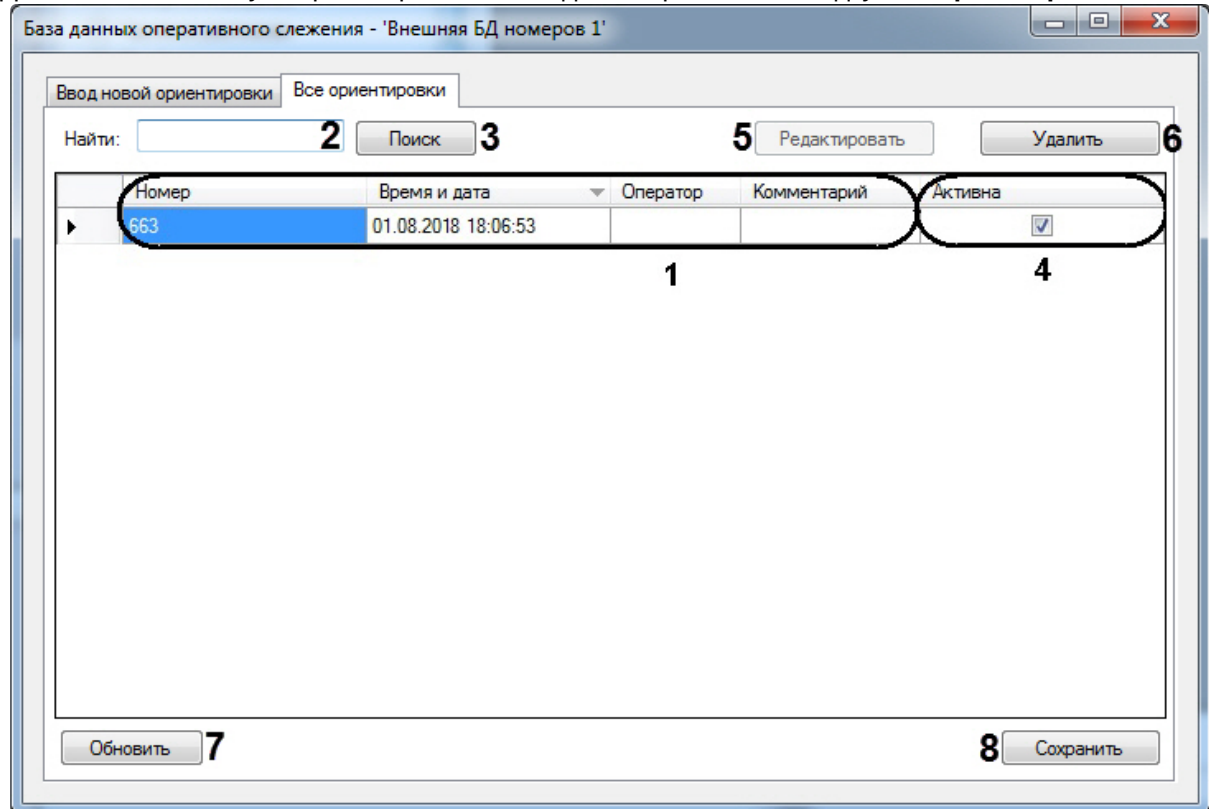 База данных оперативного слежения - 'Внешняя БД номеров 1'
Ввод новой ориентировки Все ориентировки
Найти: 2 Поиск 3 5 Редактировать Удалить 6
Номер Время и дата Оператор Комментарий Активна
663 01.08.2018 18:06:53
1 4
Обновить 7 8 Сохранить